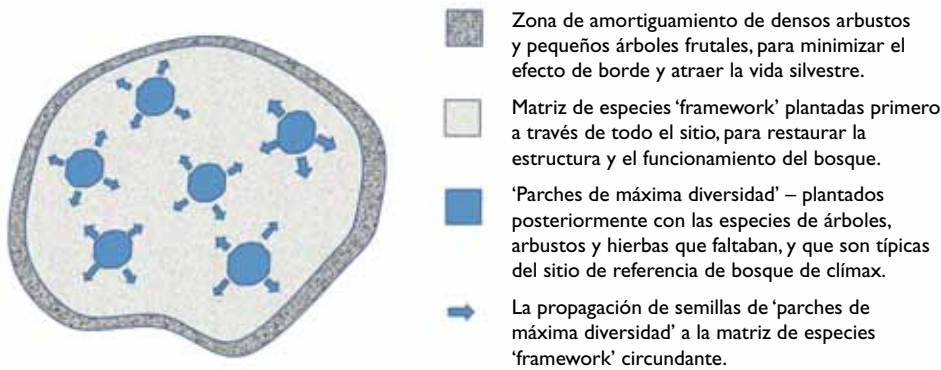 Zona de amortiguamiento de densos arbustos
y pequeños árboles frutales, para minimizar el
efecto de borde y atraer la vida silvestre.
Matriz de especies ‘framework’ plantadas primero
a través de todo el sitio, para restaurar la
estructura y el funcionamiento del bosque.
‘Parches de máxima diversidad’ – plantados
posteriormente con las especies de árboles,
arbustos y hierbas que faltaban, y que son típicas
del sitio de referencia de bosque de clímax.
La propagación de semillas de ‘parches de
máxima diversidad’ a la matriz de especies
‘framework’ circundante.